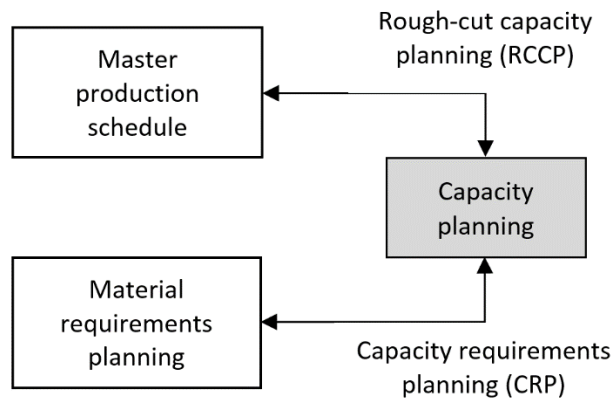 Rough-cut capacity
planning (RCCP)
Master
production
schedule
Capacity
planning
Material
requirements
planning
Capacity requirements
planning (CRP)